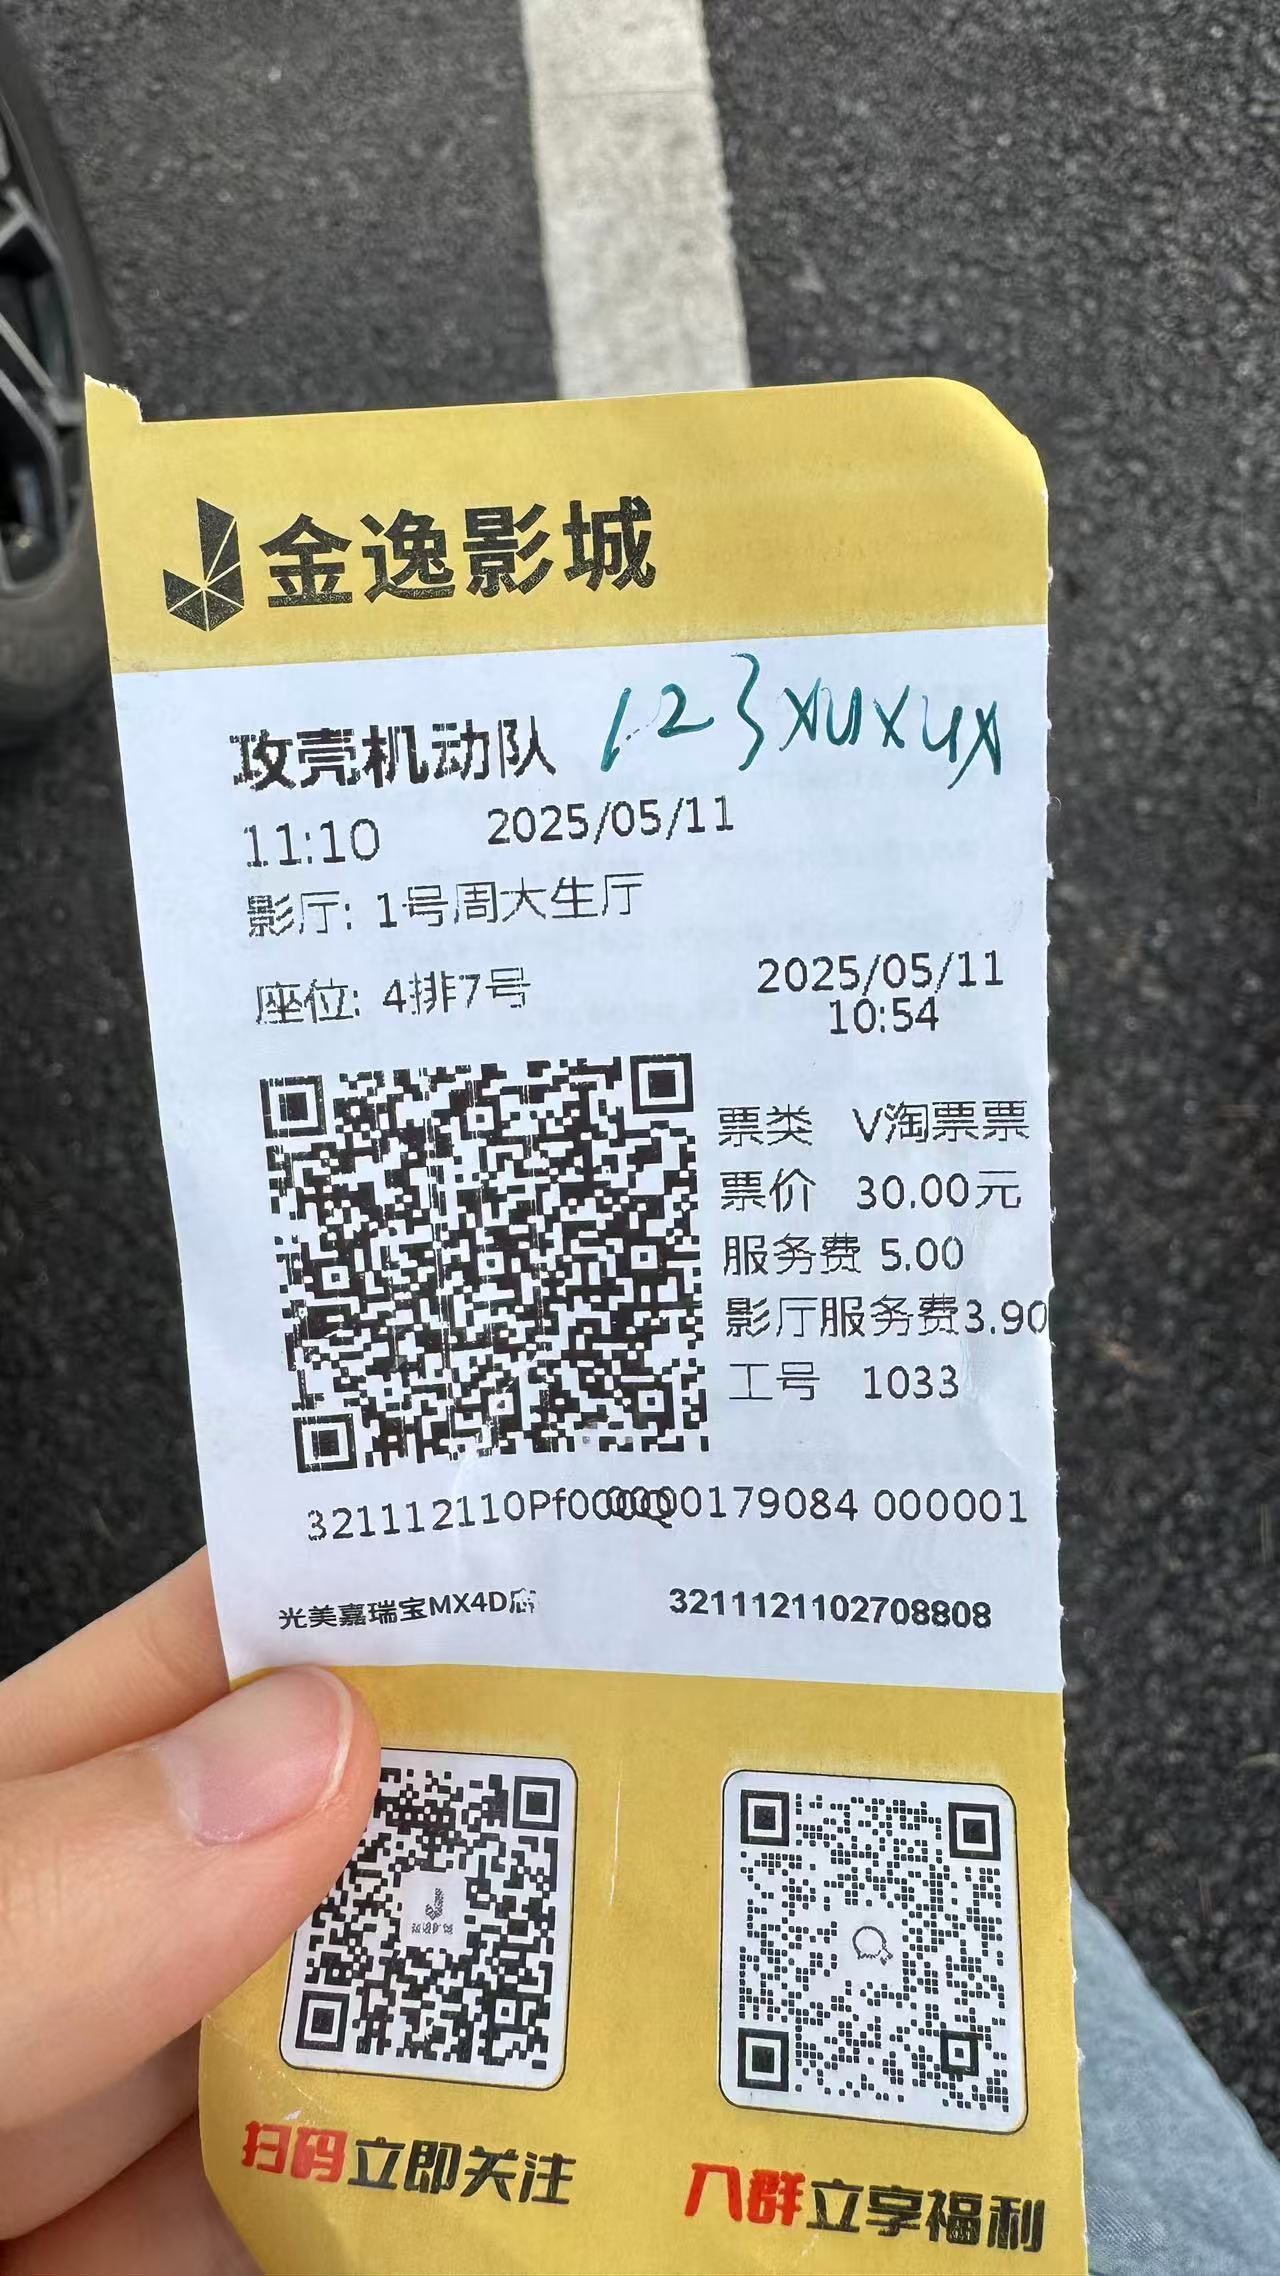 金逸影城
攻壳机动队 123xuxux
11:10 2025/05/11
影厅: 1号周大生厅
座位: 4排7号
2025/05/11
10:54
票类 V淘票票
票价 30.00元
服务费 5.00
影厅服务费3.90
工号 1033
000001
光美嘉瑞宝MX4D店 3211121102708808
扫码立即关注
入群立享福利